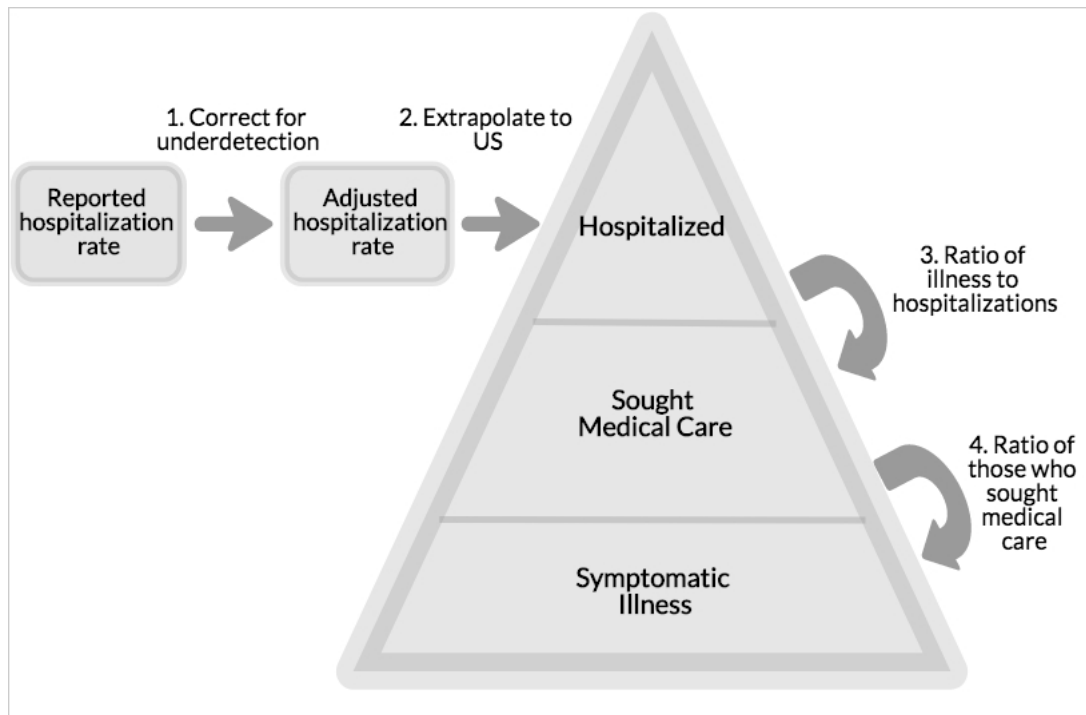 1. Correct for
underdetection
2. Extrapolate to
US
Reported
hospitalization
rate
Adjusted
hospitalization
rate
Hospitalized
3. Ratio of
illness to
hospitalizations
Sought
Medical Care
4. Ratio of
those who
sought
medical
care
Symptomatic
Illness